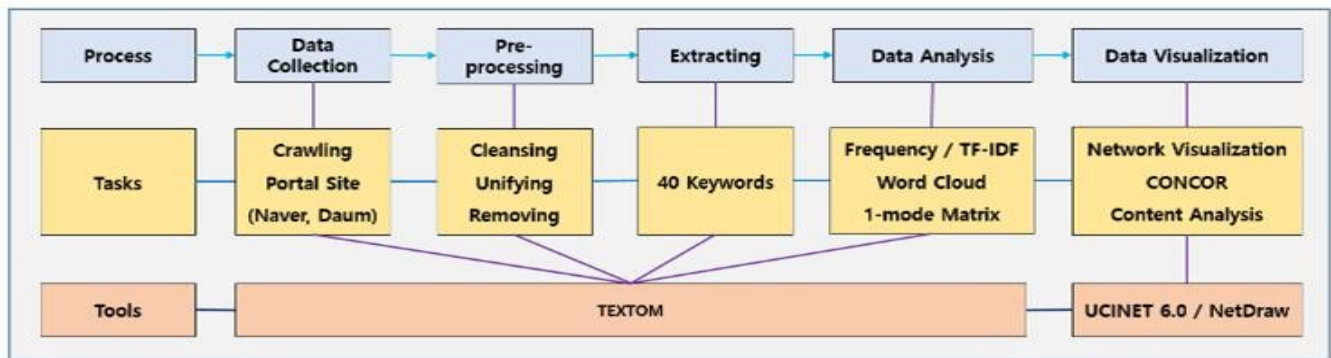 Process
Data
Collection
Pre-
processing
Extracting
Data Analysis
Data Visualization
Tasks
Crawling
Portal Site
(Naver, Daum)
Cleansing
Unifying
Removing
40 Keywords
Frequency / TF-IDF
Word Cloud
1-mode Matrix
Network Visualization
CONCOR
Content Analysis
Tools
TEXTOM
UCINET 6.0 / NetDraw